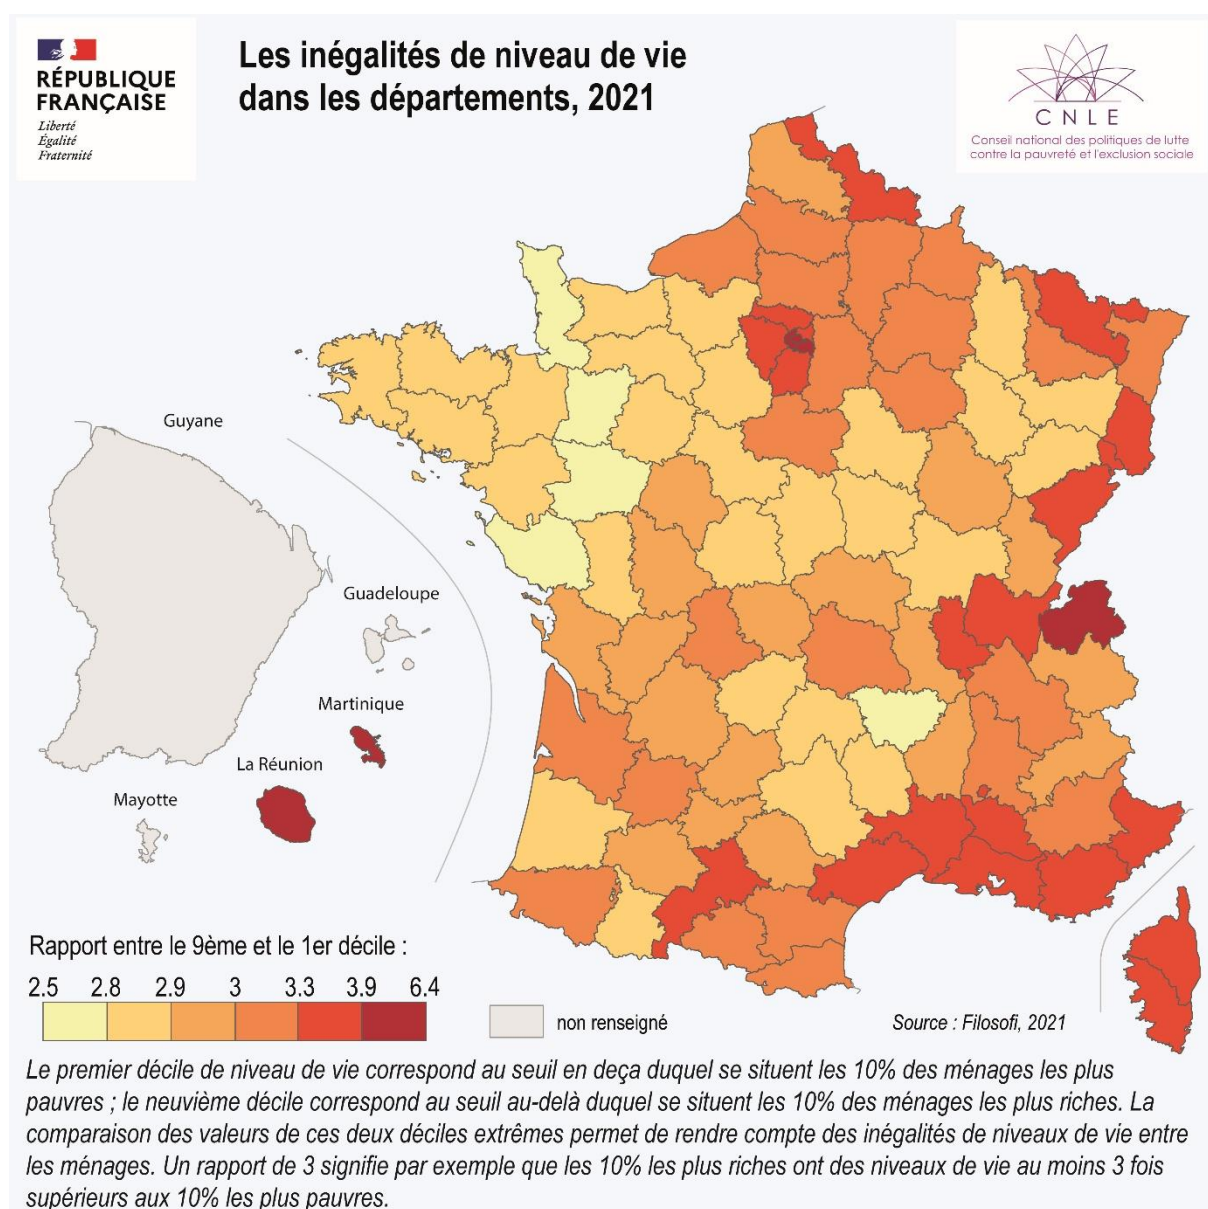 RÉPUBLIQUE
FRANÇAISE
Liberté
Égalité
Fraternité
Les inégalités de niveau de vie
dans les départements, 2021
CNLE
Conseil national des politiques de lutte
contre la pauvreté et l'exclusion sociale
Guyane
Guadeloupe
Martinique
La Réunion
Mayotte
Rapport entre le 9ème et le 1er décile :
2.5 2.8 2.9 3 3.3 3.9 6.4
non renseigné
Source : Filosofi, 2021
Le premier décile de niveau de vie correspond au seuil en deça duquel se situent les 10% des ménages les plus
pauvres ; le neuvième décile correspond au seuil au-delà duquel se situent les 10% des ménages les plus riches. La
comparaison des valeurs de ces deux déciles extrêmes permet de rendre compte des inégalités de niveaux de vie entre
les ménages. Un rapport de 3 signifie par exemple que les 10% les plus riches ont des niveaux de vie au moins 3 fois
supérieurs aux 10% les plus pauvres.